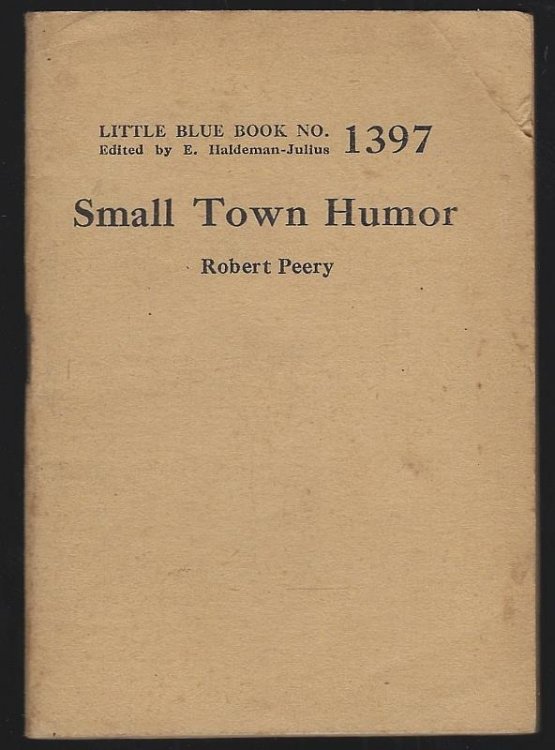 LITTLE BLUE BOOK NO. 1397
Edited by E. Haldeman-Julius
Small Town Humor
Robert Peery